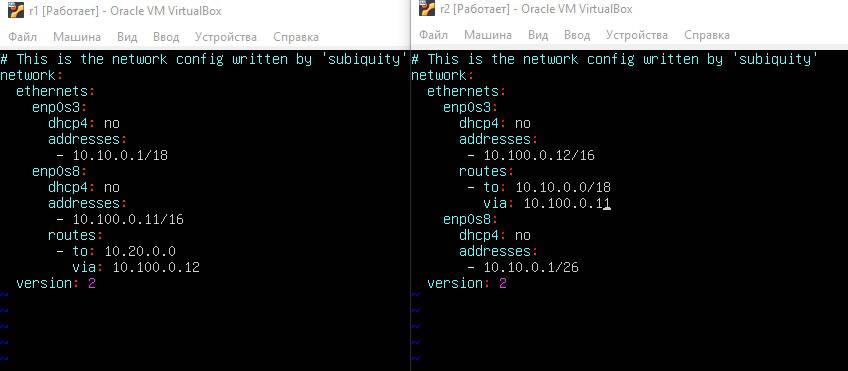 r1 [Работает] - Oracle VM VirtualBox
Файл Машина Вид Ввод Устройства Справка
# This is the network config written by 'subiquity'
network:
  ethernets:
    enp0s3:
      dhcp4: no
      addresses:
       - 10.10.0.1/18
    enp0s8:
      dhcp4: no
      addresses:
       - 10.100.0.11/16
      routes:
       - to: 10.20.0.0
         via: 10.100.0.12
  version: 2
~
~
~
~
~
r2 [Работает] - Oracle VM VirtualBox
Файл Машина Вид Ввод Устройства Справка
# This is the network config written by 'subiquity'
network:
  ethernets:
    enp0s3:
      dhcp4: no
      addresses:
       - 10.100.0.12/16
      routes:
       - to: 10.10.0.0/18
         via: 10.100.0.11
    enp0s8:
      dhcp4: no
      addresses:
       - 10.10.0.1/26
  version: 2
~
~
~
~
~